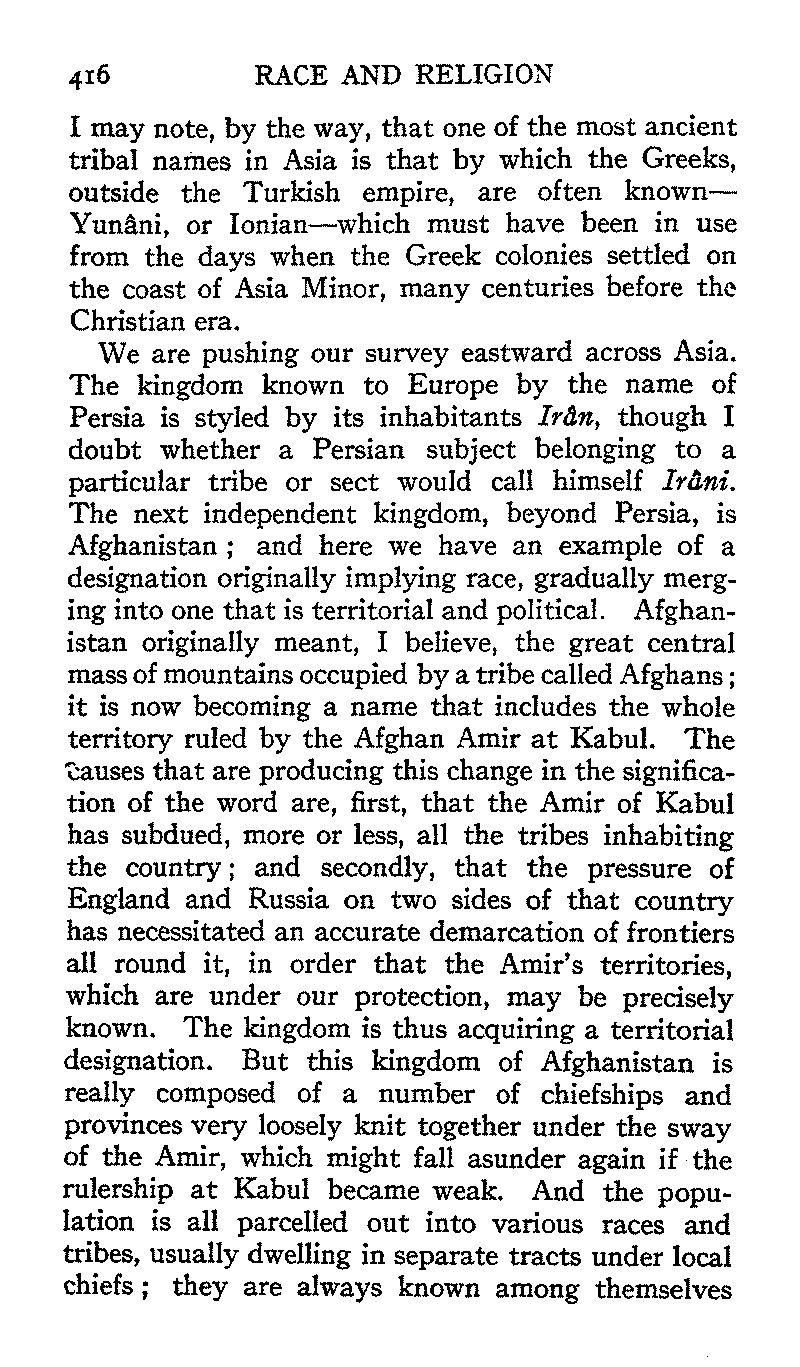 416 RACE AND RELIGION
I may note, by the way, that one of the most ancient
tribal names in Asia is that by which the Greeks,
outside the Turkish empire, are often known—
Yunâni, or Ionian—which must have been in use
from the days when the Greek colonies settled on
the coast of Asia Minor, many centuries before the
Christian era.
We are pushing our survey eastward across Asia.
The kingdom known to Europe by the name of
Persia is styled by its inhabitants Irân, though I
doubt whether a Persian subject belonging to a
particular tribe or sect would call himself Irâni.
The next independent kingdom, beyond Persia, is
Afghanistan ; and here we have an example of a
designation originally implying race, gradually merg-
ing into one that is territorial and political. Afghan-
istan originally meant, I believe, the great central
mass of mountains occupied by a tribe called Afghans ;
it is now becoming a name that includes the whole
territory ruled by the Afghan Amir at Kabul. The
causes that are producing this change in the significa-
tion of the word are, first, that the Amir of Kabul
has subdued, more or less, all the tribes inhabiting
the country ; and secondly, that the pressure of
England and Russia on two sides of that country
has necessitated an accurate demarcation of frontiers
all round it, in order that the Amir's territories,
which are under our protection, may be precisely
known. The kingdom is thus acquiring a territorial
designation. But this kingdom of Afghanistan is
really composed of a number of chiefships and
provinces very loosely knit together under the sway
of the Amir, which might fall asunder again if the
rulership at Kabul became weak. And the popu-
lation is all parcelled out into various races and
tribes, usually dwelling in separate tracts under local
chiefs ; they are always known among themselves